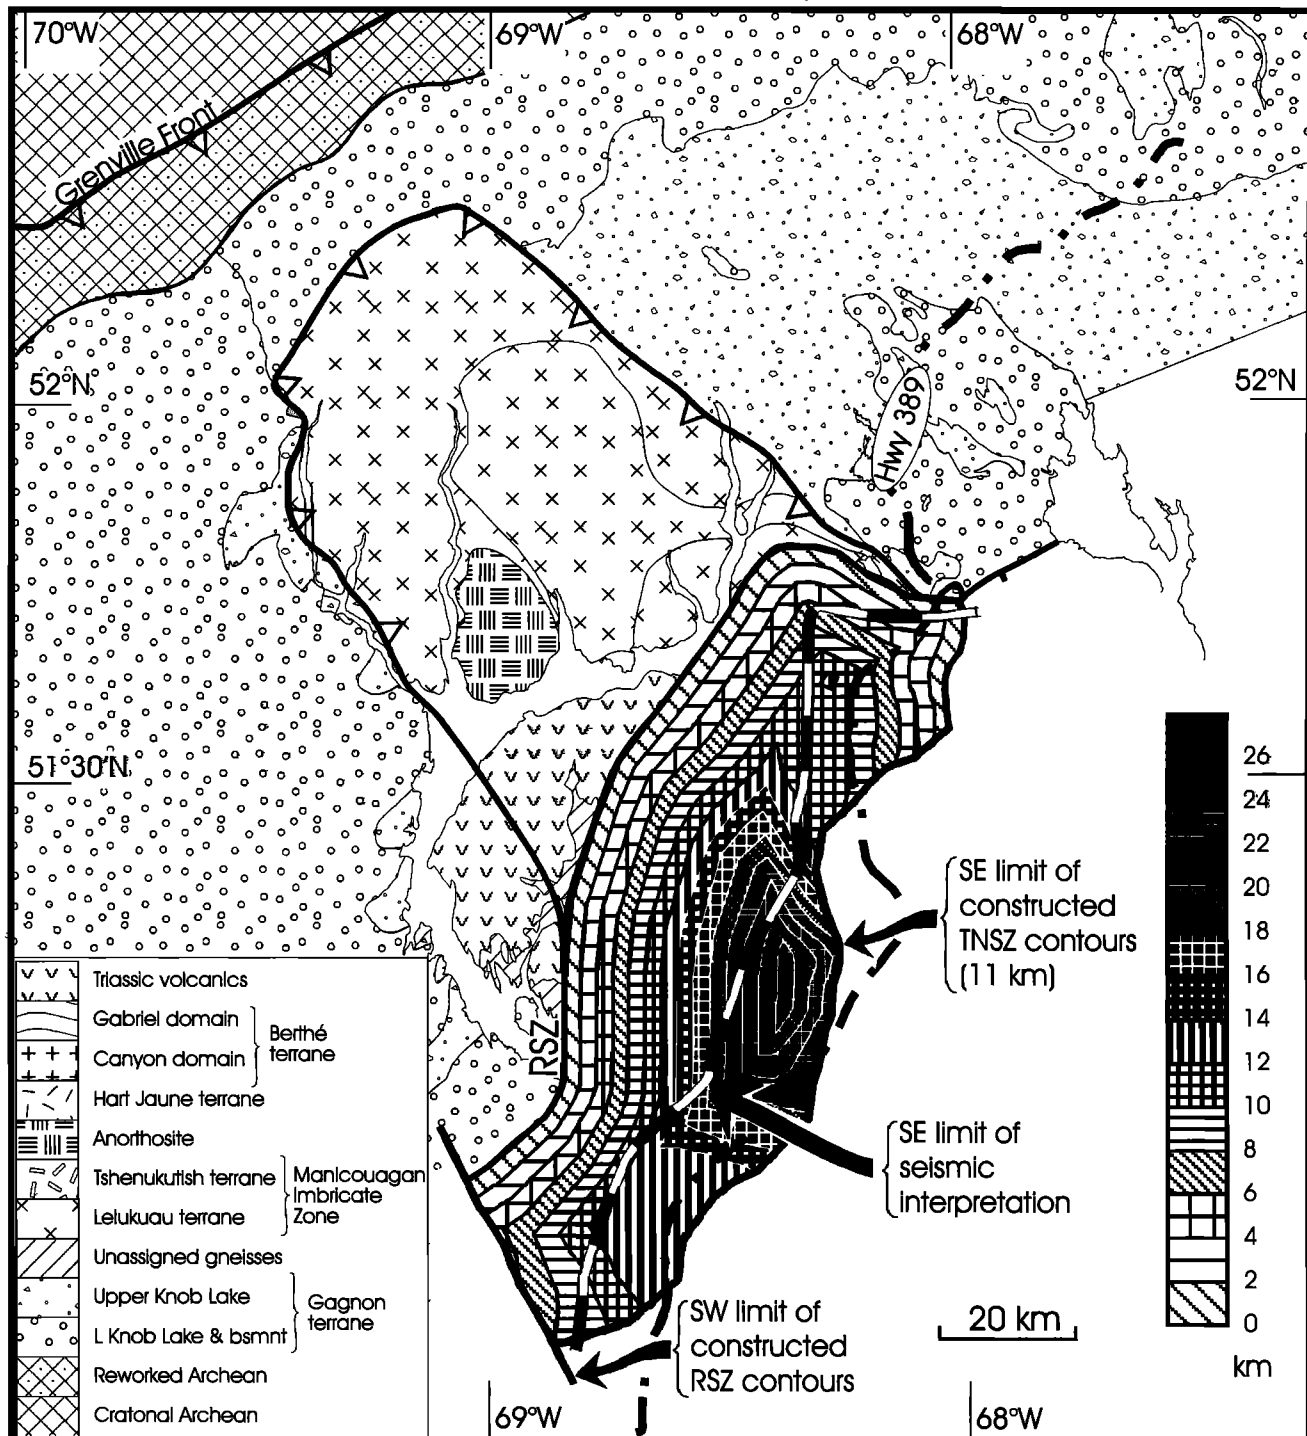 70°W
69°W
68°W
Grenville Front
52°N
52°N
Hwy 389
51°30'N
RSZ
SE limit of
constructed
TNSZ contours
(11 km)
SE limit of
seismic
interpretation
SW limit of
constructed
RSZ contours
20 km
26
24
22
20
18
16
14
12
10
8
6
4
2
0
km
Triassic volcanics
Gabriel domain
Canyon domain
Berthé
terrane
Hart Jaune terrane
Anorthosite
Tshenukutish terrane
Lelukuau terrane
Manicouagan
Imbricate
Zone
Unassigned gneisses
Upper Knob Lake
L Knob Lake & bsmnt
Gagnon
terrane
Reworked Archean
Cratonal Archean
69°W
68°W